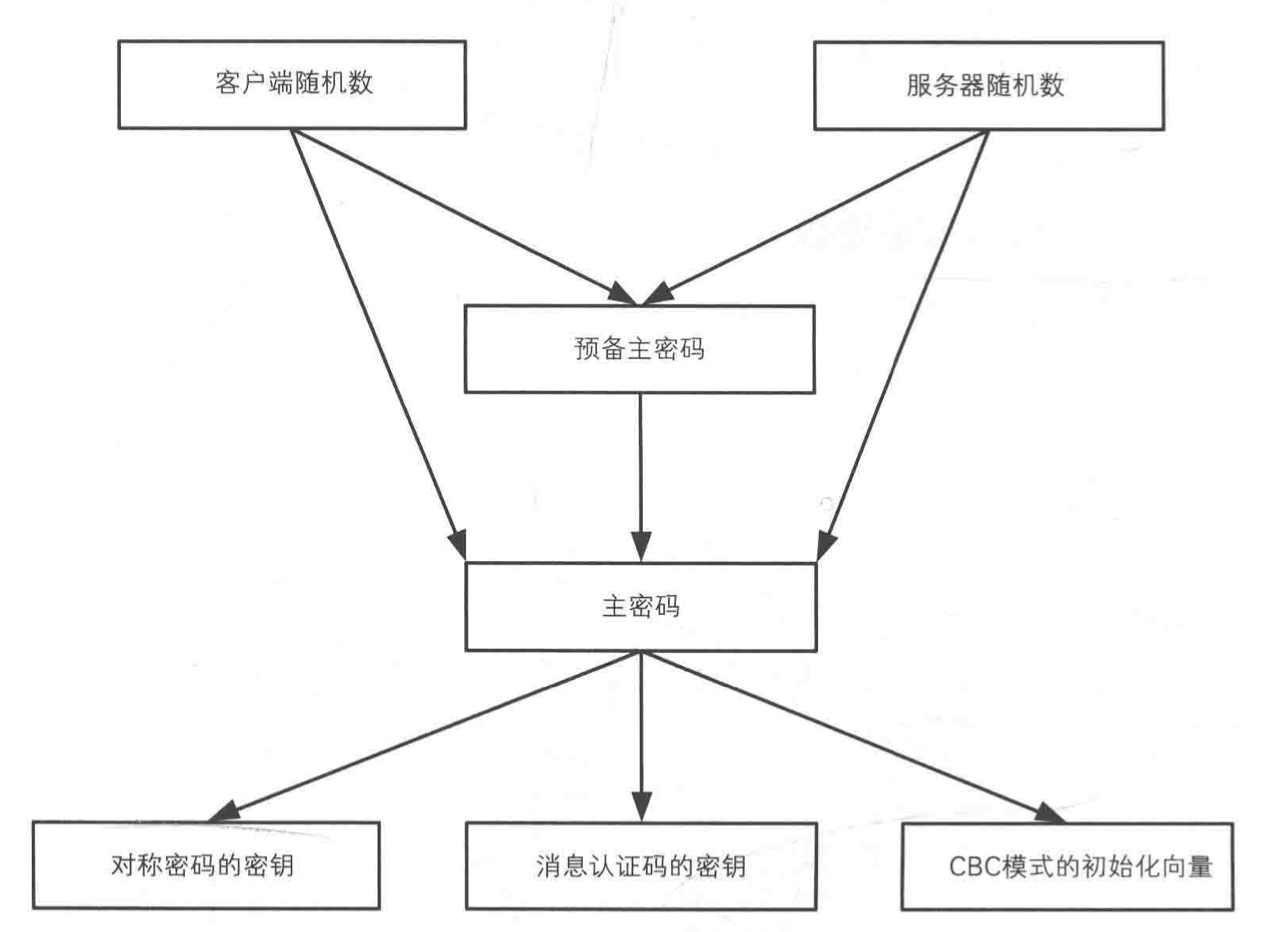 客户端随机数
服务器随机数
预备主密码
主密码
对称密码的密钥
消息认证码的密钥
CBC模式的初始化向量